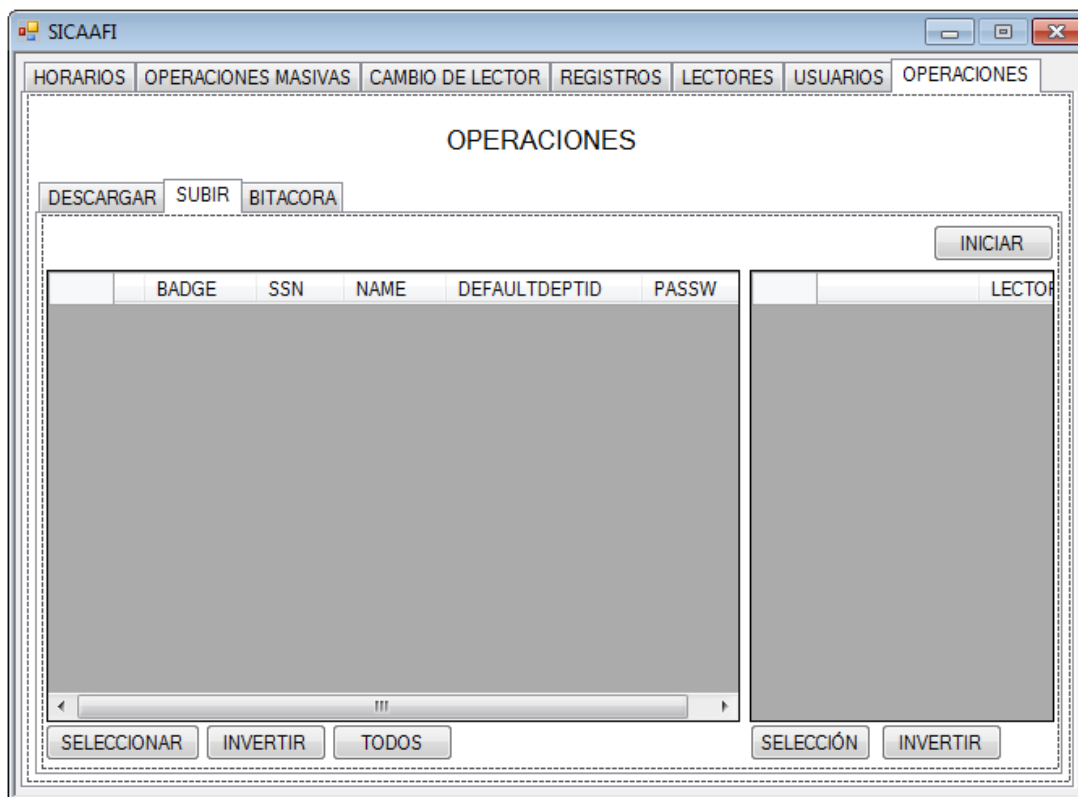 SICAAFI
HORARIOS OPERACIONES MASIVAS CAMBIO DE LECTOR REGISTROS LECTORES USUARIOS OPERACIONES
OPERACIONES
DESCARGAR SUBIR BITACORA
INICIAR
BADGE SSN NAME DEFAULTDEPTID PASSW LECTOR
SELECCIONAR INVERTIR TODOS SELECCIÓN INVERTIR